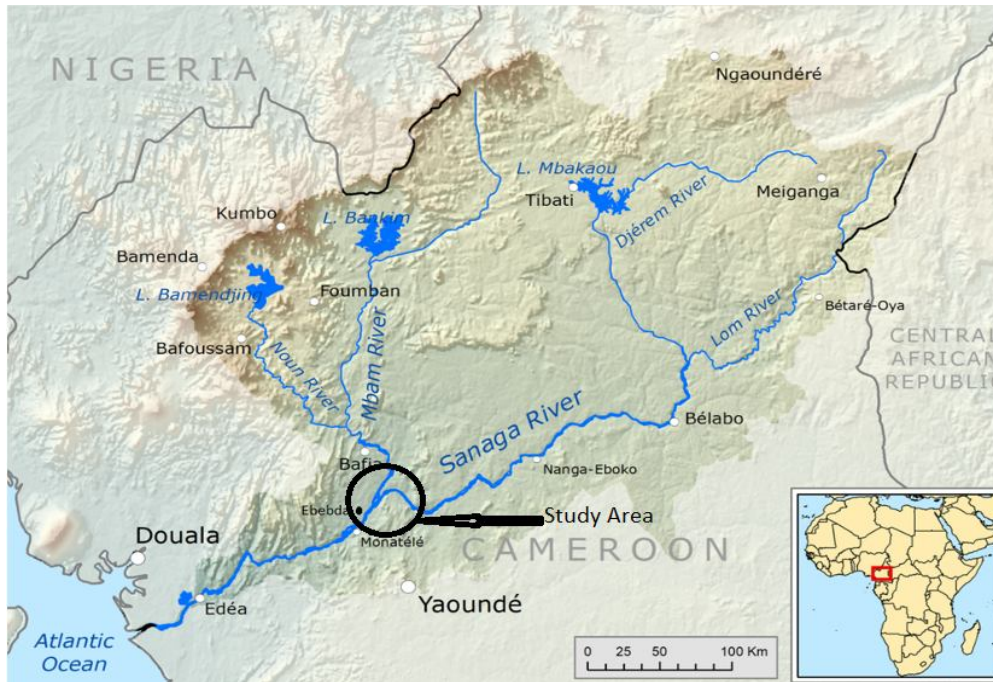 NIGERIA
Ngaoundéré
L. Mbakaou
Tibati
Meiganga
Djérem River
Kumbo
L. Bankim
Bamenda
L. Bamendjing
Foumban
Bétaré-Oya
Lom River
Bafoussam
Noun River
Mbam River
CENTRAL
AFRICAN
REPUBLIC
Sanaga River
Bélabo
Bafia
Nanga-Eboko
Ebebda
Study Area
Monatélé
CAMEROON
Douala
Yaoundé
Edéa
Atlantic
Ocean
0 25 50 100 Km